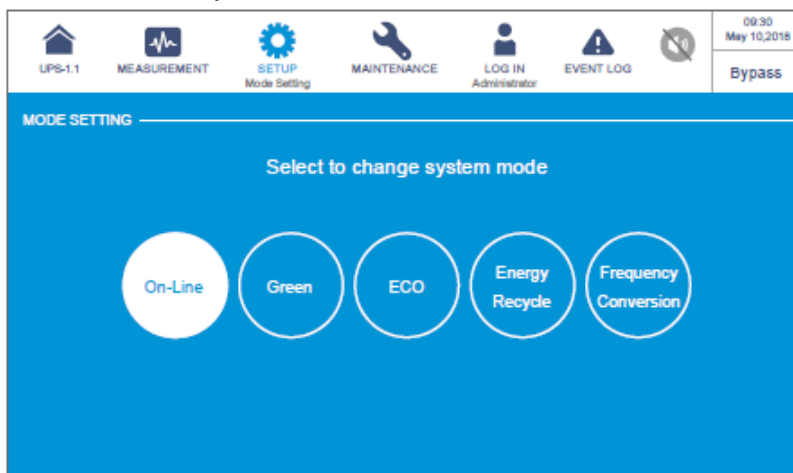 09:30
May 10,2018
UPS-1.1
MEASUREMENT
SETUP
Mode Setting
MAINTENANCE
LOG IN
Administrator
EVENT LOG
Bypass
MODE SETTING
Select to change system mode
On-Line
Green
ECO
Energy
Recycle
Frequency
Conversion